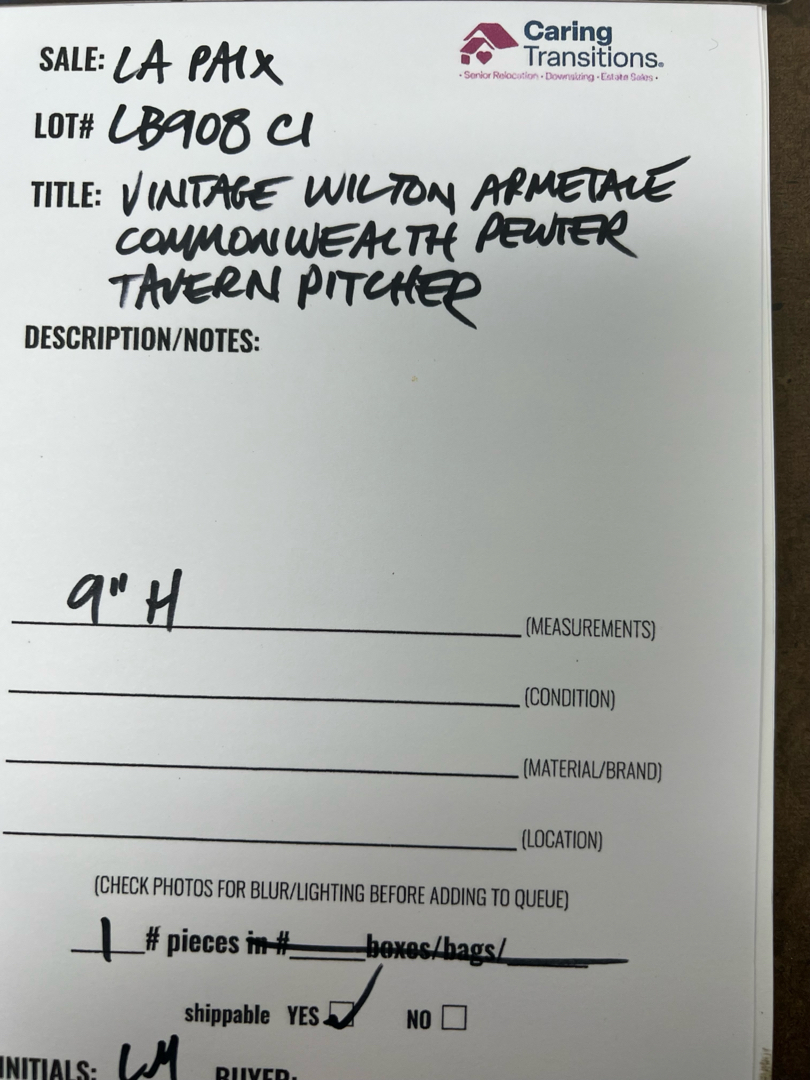 Caring
Transitions®
• Senior Relocation • Downsizing • Estate Sales •
SALE: LA PAIX
LOT# LB908 CI
TITLE: VINTAGE WILTON ARMETALE
COMMONWEALTH PEWTER
TAVERN PITCHER
DESCRIPTION/NOTES:
9" H (MEASUREMENTS)
(CONDITION)
(MATERIAL/BRAND)
(LOCATION)
(CHECK PHOTOS FOR BLUR/LIGHTING BEFORE ADDING TO QUEUE)
1 # pieces in # boxes/bags/
shippable YES NO
INITIALS: LM BUYER: